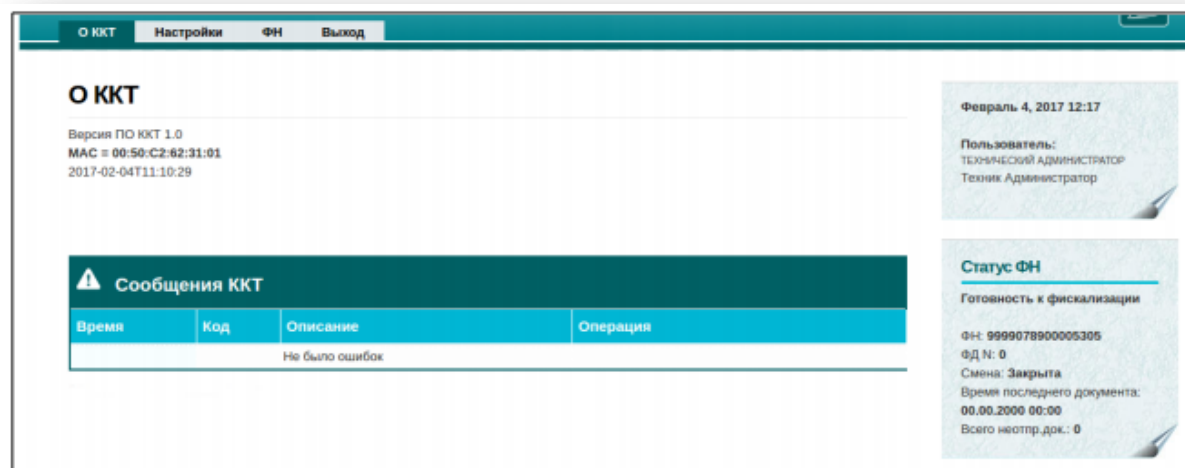 О ККТ Настройки ФН Выход
О ККТ
Версия ПО ККТ 1.0
MAC = 00:50:C2:62:31:01
2017-02-04T11:10:29
Сообщения ККТ
Время Код Описание Операция
Не было ошибок
Февраль 4, 2017 12:17
Пользователь:
ТЕХНИЧЕСКИЙ АДМИНИСТРАТОР
Техник Администратор
Статус ФН
Готовность к фискализации
ФН: 9999078900005305
ФД N: 0
Смена: Закрыта
Время последнего документа:
00.00.2000 00:00
Всего неотпр.док.: 0